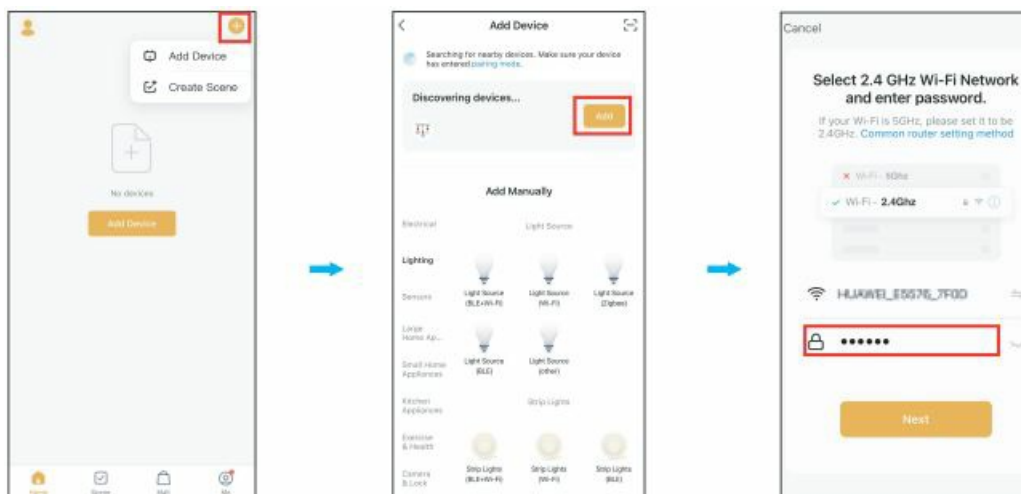 Add Device
Create Scene
No devices
Add Device
Home
Scene
Mall
Me
Add Device
Searching for nearby devices. Make sure your device
has entered pairing mode.
Discovering devices...
Add
Add Manually
Electrical
Light Source
Lighting
Sensors
Light Source
(BLE+Wi-Fi)
Light Source
(Wi-Fi)
Light Source
(Zigbee)
Large
Home Ap...
Small Home
Appliances
Light Source
(BLE)
Light Source
(other)
Kitchen
Appliances
Strip Lights
Exercise
& Health
Camera
& Lock
Strip Lights
(BLE+Wi-Fi)
Strip Lights
(Wi-Fi)
Strip Lights
(BLE)
Cancel
Select 2.4 GHz Wi-Fi Network
and enter password.
If your Wi-Fi is 5GHz, please set it to be
2.4GHz. Common router setting method
Wi-Fi - 5Ghz
Wi-Fi - 2.4Ghz
HUAWEI_E5576_7F0D
Next